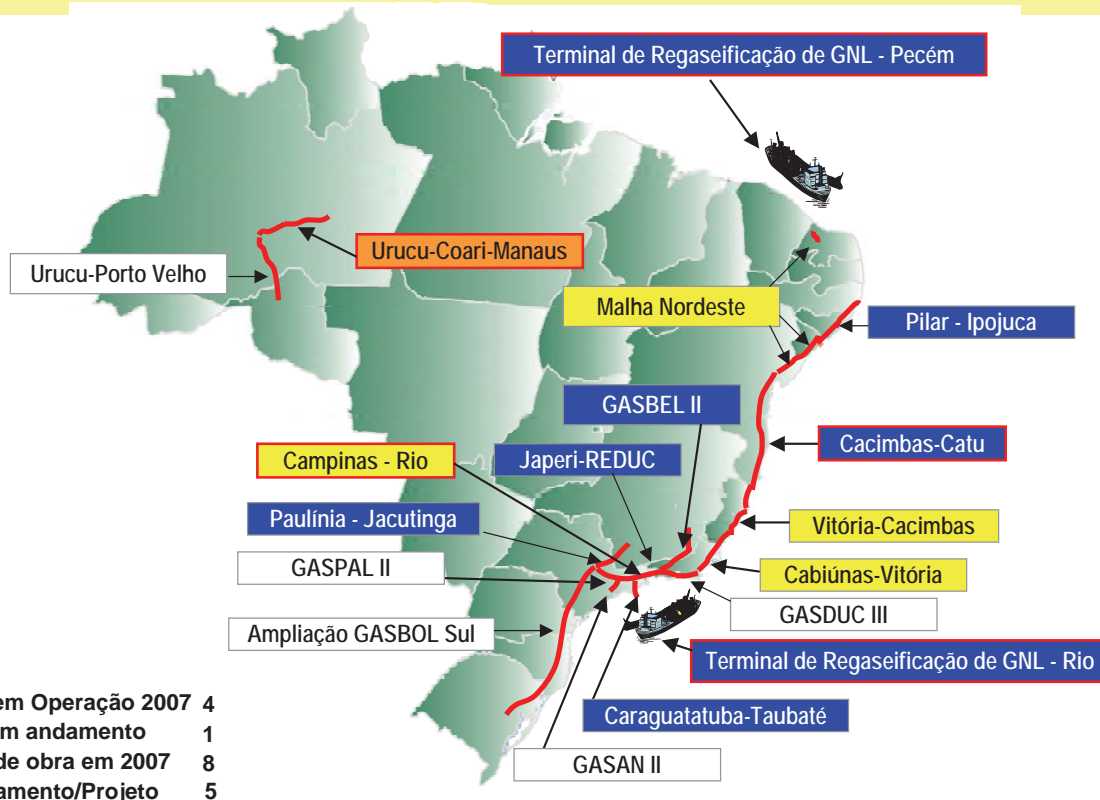 Terminal de Regaseificação de GNL - Pecém
Urucu-Coari-Manaus
Urucu-Porto Velho
Malha Nordeste
Pilar - Ipojuca
GASBEL II
Campinas - Rio
Japeri-REDUC
Cacimbas-Catu
Paulínia - Jacutinga
Vitória-Cacimbas
GASPAL II
Cabiúnas-Vitória
GASDUC III
Ampliação GASBOL Sul
Terminal de Regaseificação de GNL - Rio
Caraguatatuba-Taubaté
GASAN II
em Operação 2007 4
m andamento 1
de obra em 2007 8
amento/Projeto 5